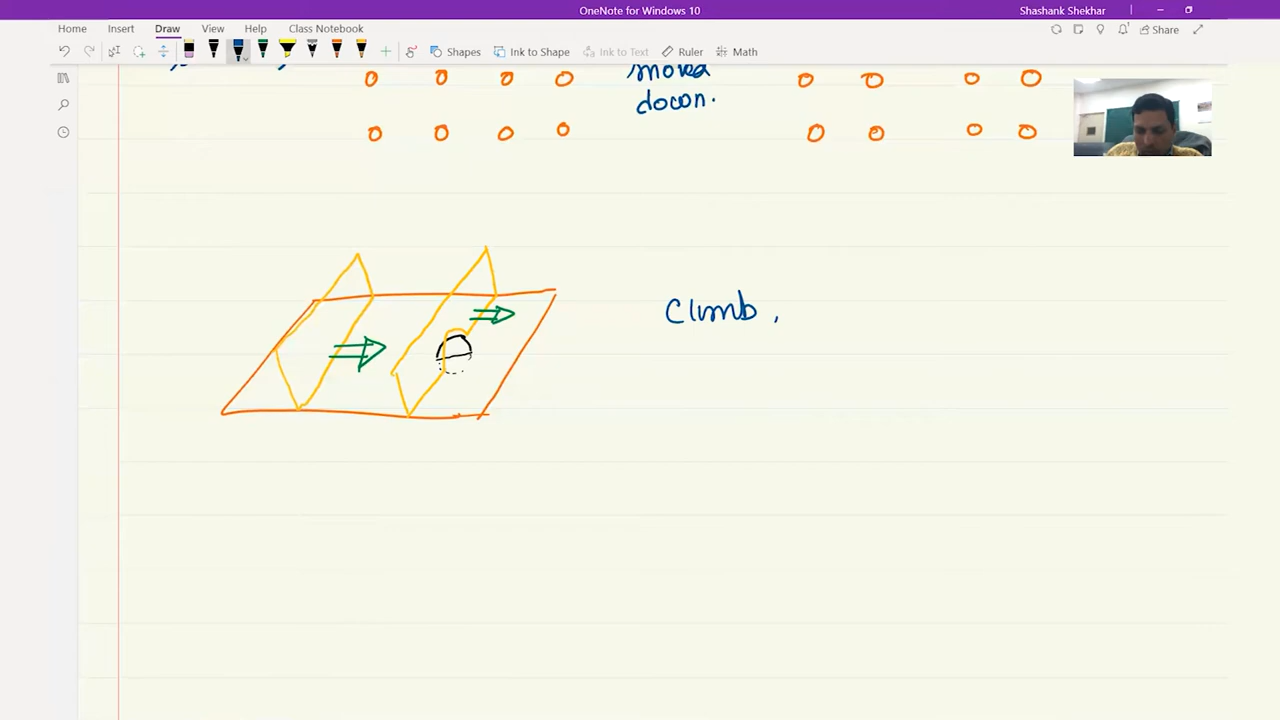 OneNote for Windows 10
Shashank Shekhar
Home Insert Draw View Help Class Notebook
Share
Shapes Ink to Shape Ink to Text Ruler Math
moved
down.
Climb,